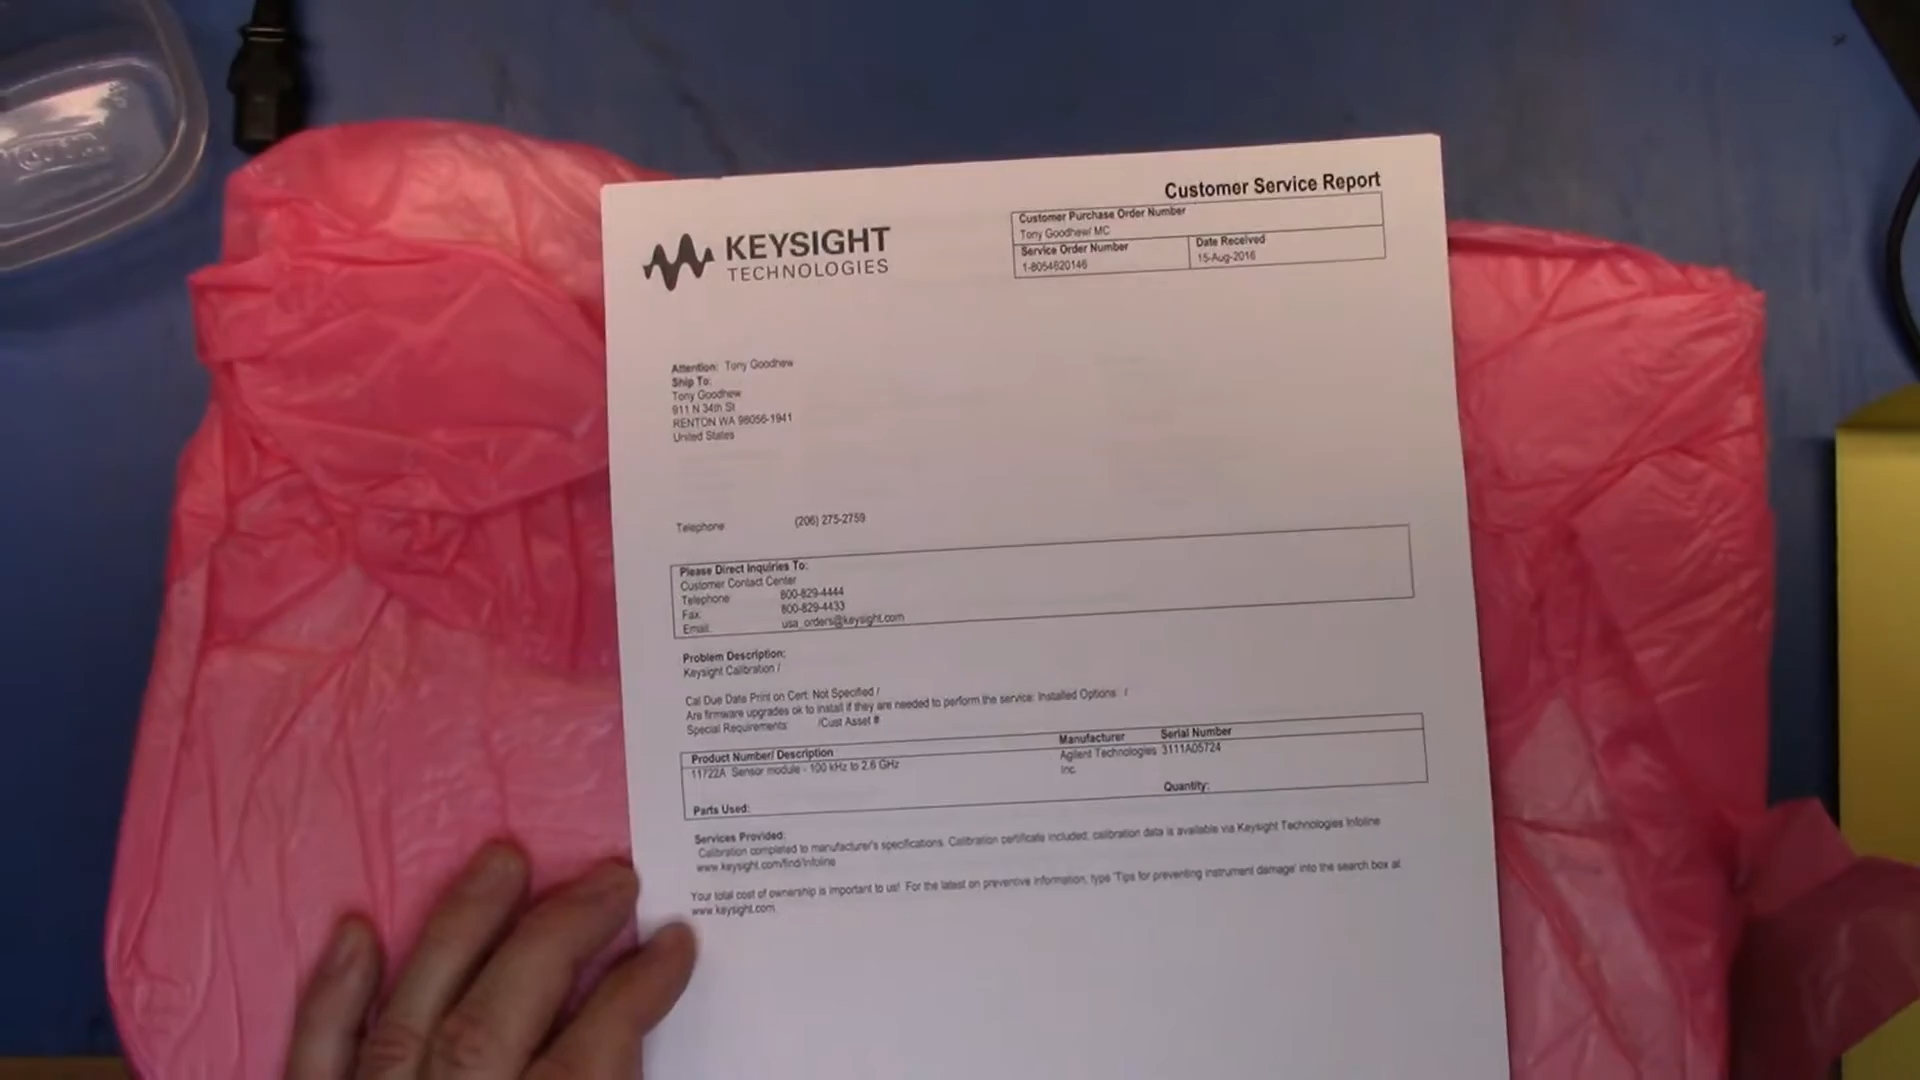 Customer Service Report
Customer Purchase Order Number
Tony Goodhew/ MC
Service Order Number
Date Received
1-8054620146
15-Aug-2016
KEYSIGHT
TECHNOLOGIES
Attention: Tony Goodhew
Ship To:
Tony Goodhew
911 N 34th St
RENTON WA 98056-1941
United States
Telephone (206) 275-2759
Please Direct Inquiries To:
Customer Contact Center
Telephone: 800-829-4444
Fax: 800-829-4433
Email: usa_orders@keysight.com
Problem Description:
Keysight Calibration /
Cal Due Date Print on Cert: Not Specified /
Are firmware upgrades ok to install if they are needed to perform the service: Installed Options: /
Special Requirements: /Cust Asset #
Product Number/ Description Manufacturer Serial Number
11722A Sensor module - 100 kHz to 2.6 GHz Agilent Technologies 3111A05724
Inc.
Quantity:
Parts Used:
Services Provided:
Calibration completed to manufacturer's specifications. Calibration certificate included; calibration data is available via Keysight Technologies Infoline
www.keysight.com/find/infoline
Your total cost of ownership is important to us! For the latest on preventive information, type 'Tips for preventing instrument damage' into the search box at
www.keysight.com